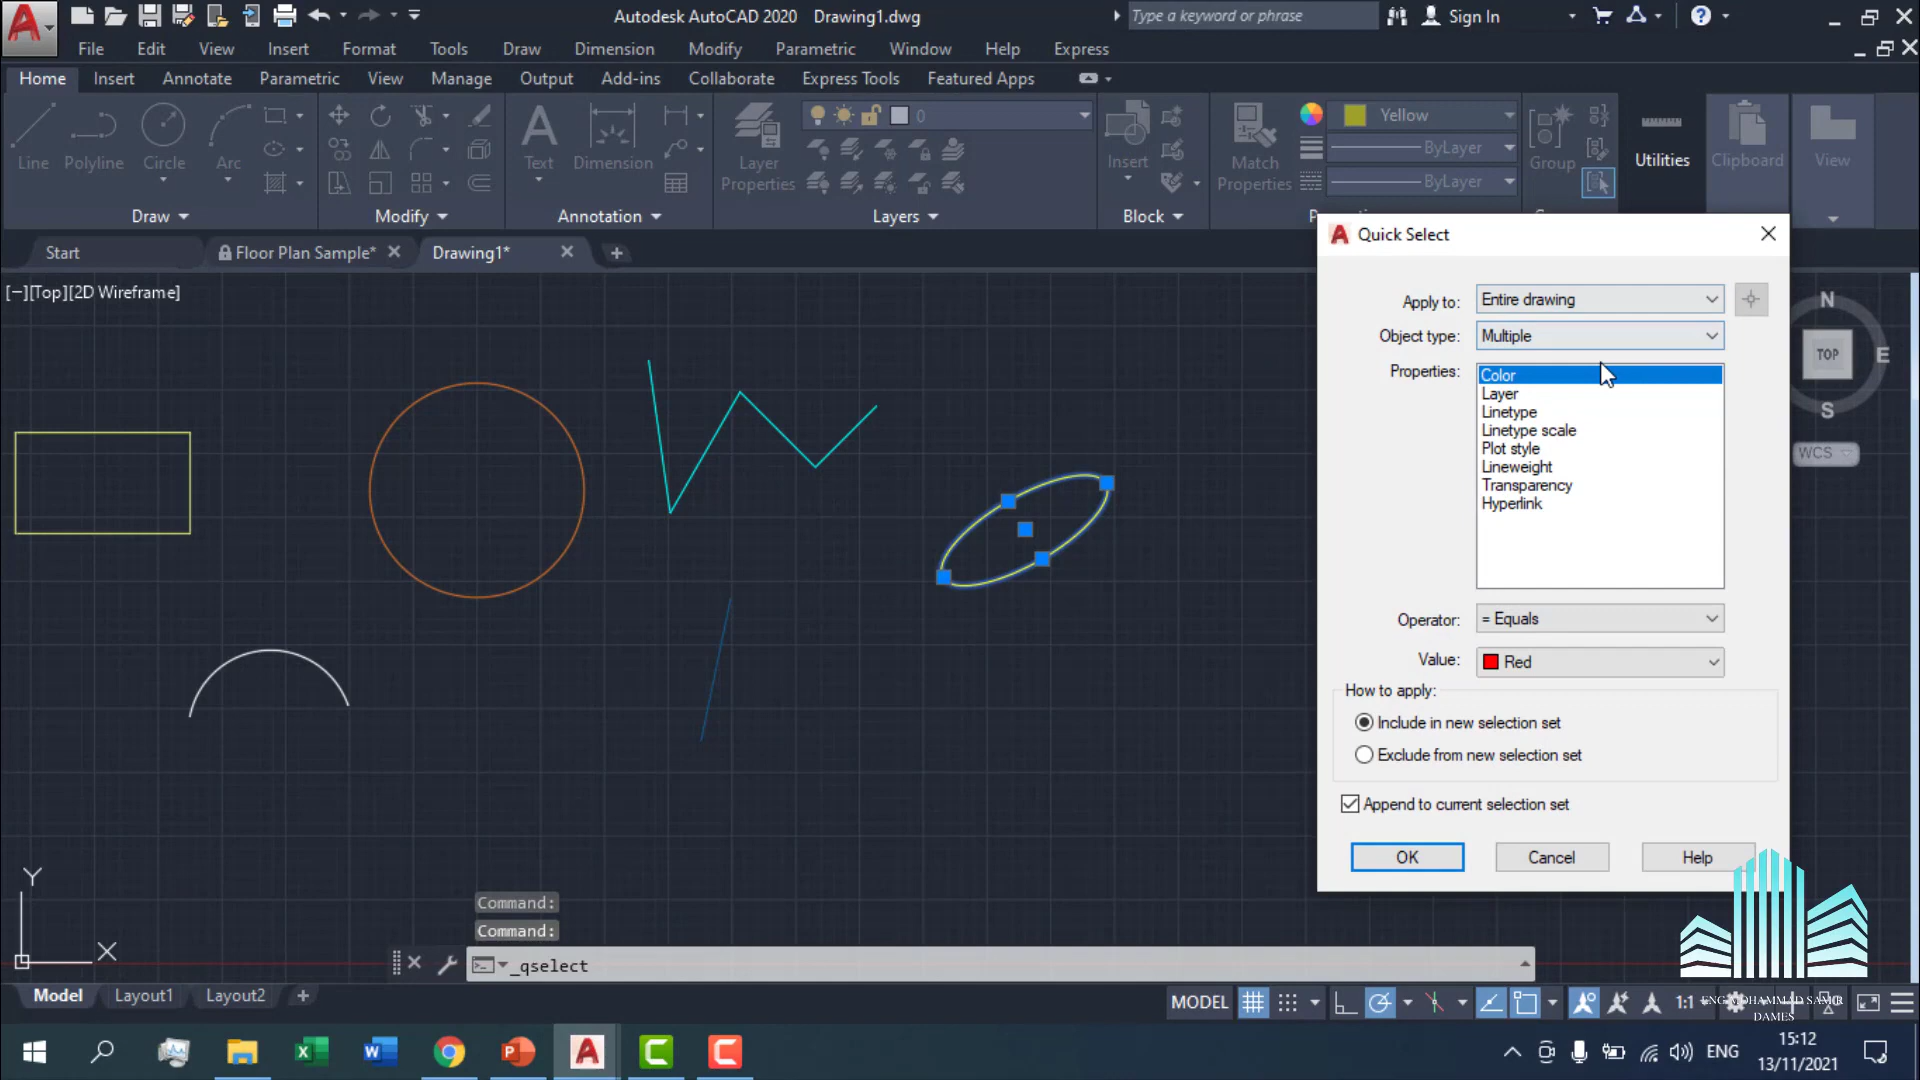 Autodesk AutoCAD 2020 Drawing1.dwg
Type a keyword or phrase
Sign In
File Edit View Insert Format Tools Draw Dimension Modify Parametric Window Help Express
Home Insert Annotate Parametric View Manage Output Add-ins Collaborate Express Tools Featured Apps
0
Yellow
Line Polyline Circle Arc
Text Dimension
Layer Properties
Insert
Match Properties
ByLayer
ByLayer
Group
Utilities
Clipboard
View
Draw Modify Annotation Layers Block
Start Floor Plan Sample* Drawing1*
[−][Top][2D Wireframe]
Quick Select
Apply to: Entire drawing
Object type: Multiple
Properties: Color
Layer
Linetype
Linetype scale
Plot style
Lineweight
Transparency
Hyperlink
Operator: = Equals
Value: Red
How to apply:
Include in new selection set
Exclude from new selection set
Append to current selection set
OK Cancel Help
N
TOP
E
S
WCS
Y
X
Command:
Command:
_qselect
Model Layout1 Layout2
MODEL
1:1
ENG.MOHAMMAD SAMIR
DAMES
ENG
15:12
13/11/2021